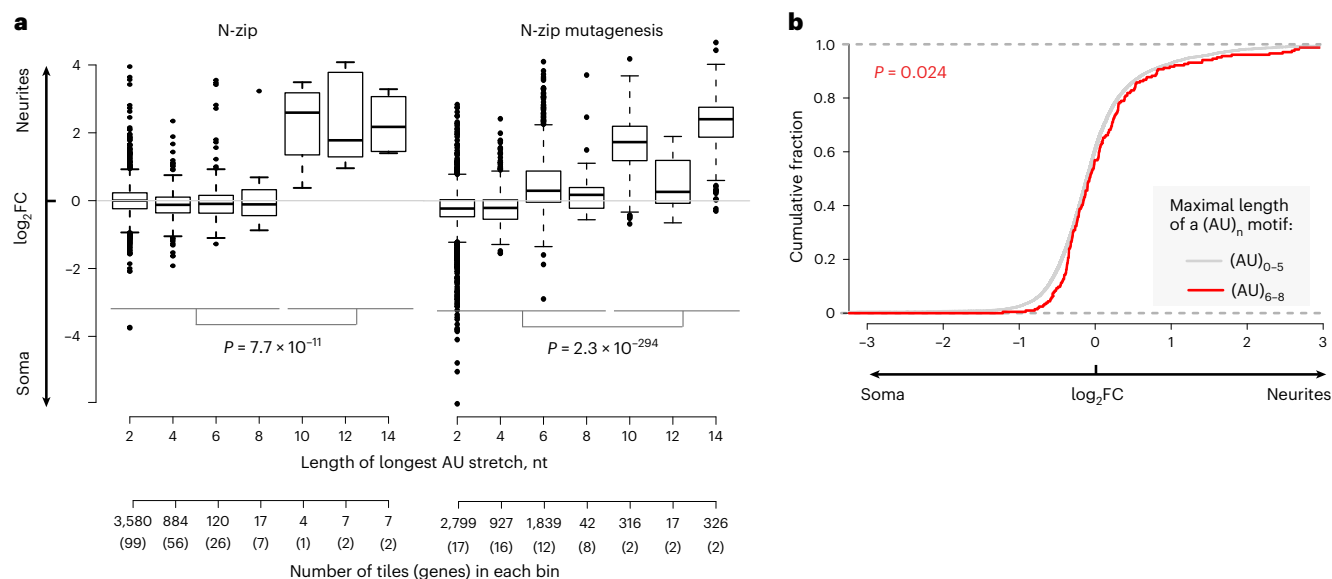 a
N-zip
N-zip mutagenesis
Neurites
log2FC
Soma
4
2
0
−2
−4
P = 7.7 × 10−11
P = 2.3 × 10−294
2 4 6 8 10 12 14
2 4 6 8 10 12 14
Length of longest AU stretch, nt
3,580 884 120 17 4 7 7
(99) (56) (26) (7) (1) (2) (2)
2,799 927 1,839 42 316 17 326
(17) (16) (12) (8) (2) (2) (2)
Number of tiles (genes) in each bin
b
P = 0.024
Cumulative fraction
1.0
0.8
0.6
0.4
0.2
0
Maximal length
of a (AU)n motif:
(AU)0–5
(AU)6–8
−3 −2 −1 0 1 2 3
Soma log2FC Neurites